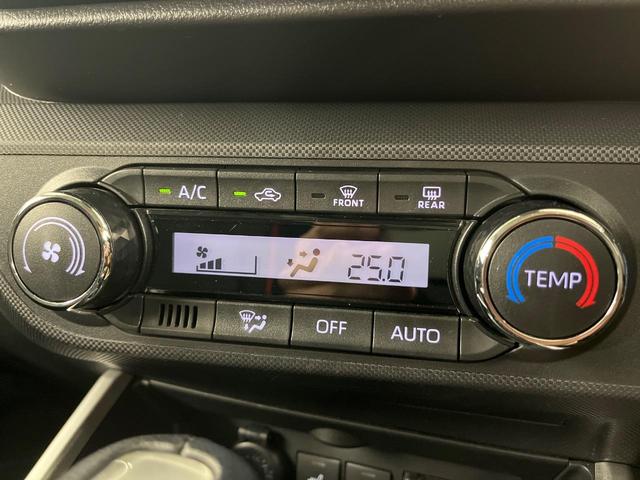 A/C
FRONT
REAR
25.0
TEMP
OFF
AUTO